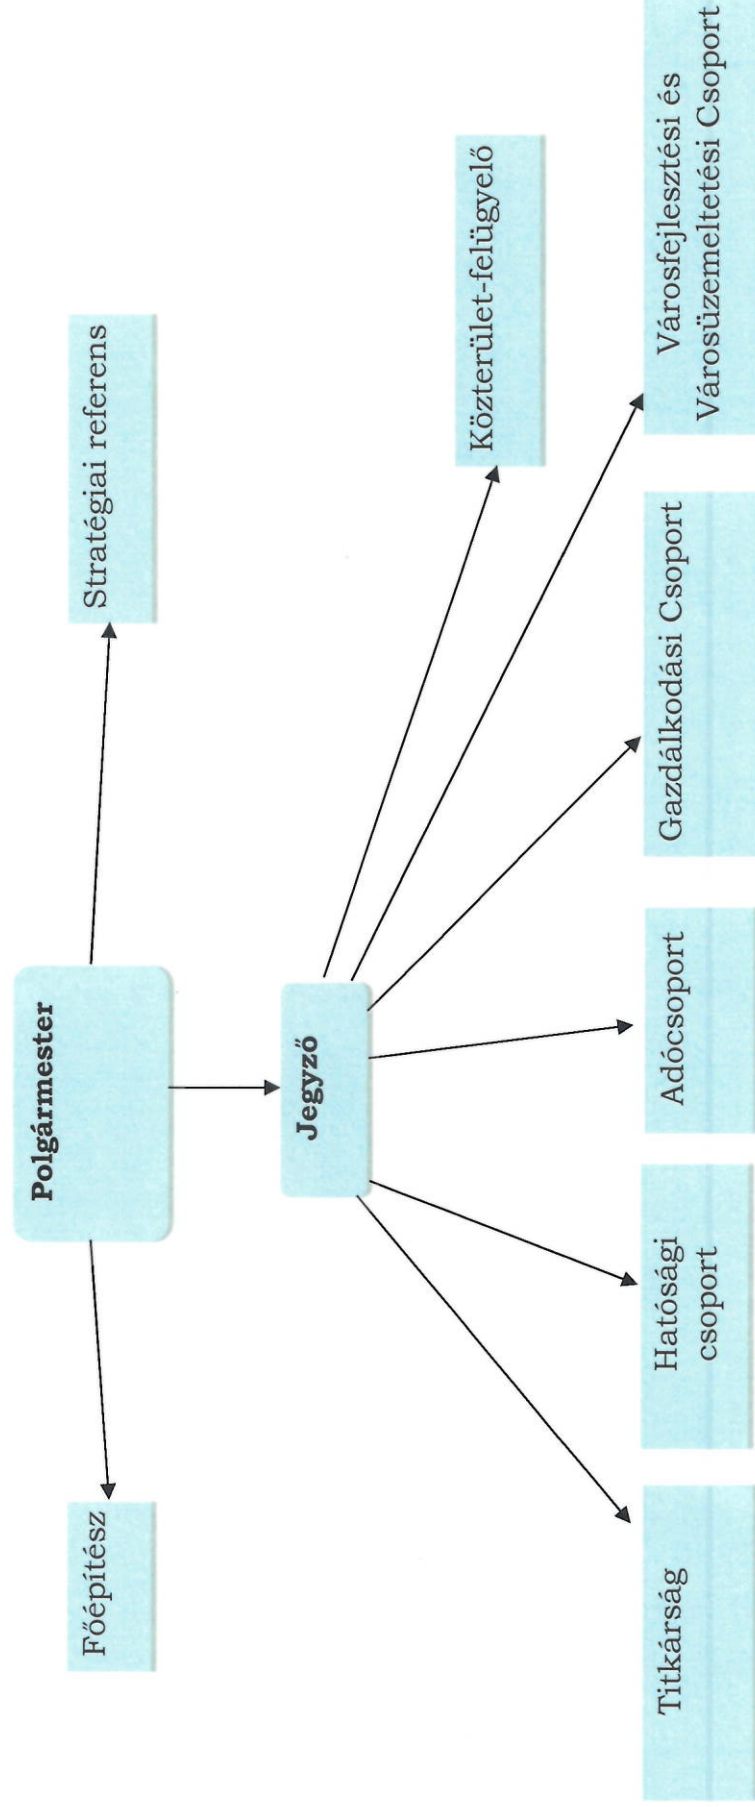 Polgármester
Főépítész
Stratégiai referens
Jegyző
Közterület-felügyelő
Titkárság
Hatósági
csoport
Adócsoport
Gazdálkodási Csoport
Városfejlesztési és
Városüzemeltetési Csoport